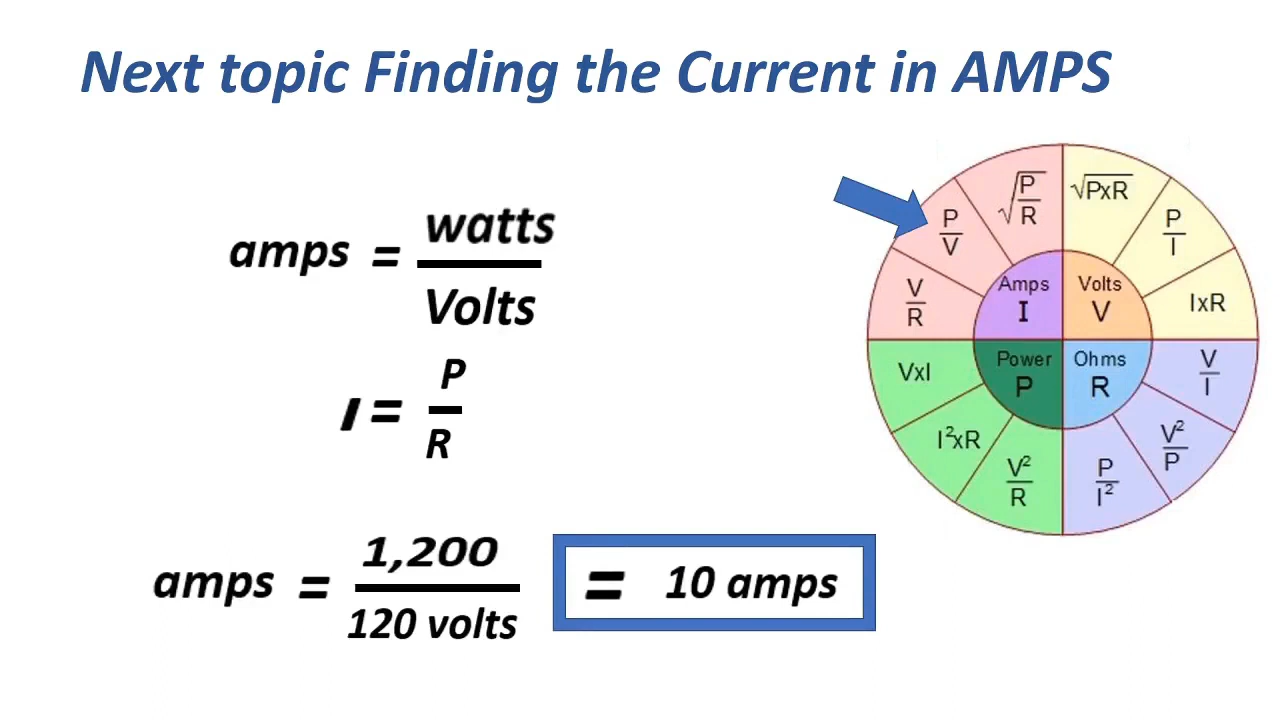 Next topic Finding the Current in AMPS
amps = watts
Volts
I = P
R
amps = 1,200
120 volts
= 10 amps
√P
R
√PxR
P
V
P
I
V
R
IxR
Amps
I
Volts
V
Power
P
Ohms
R
VxI
V
I
I²xR
V²
P
V²
R
P
I²